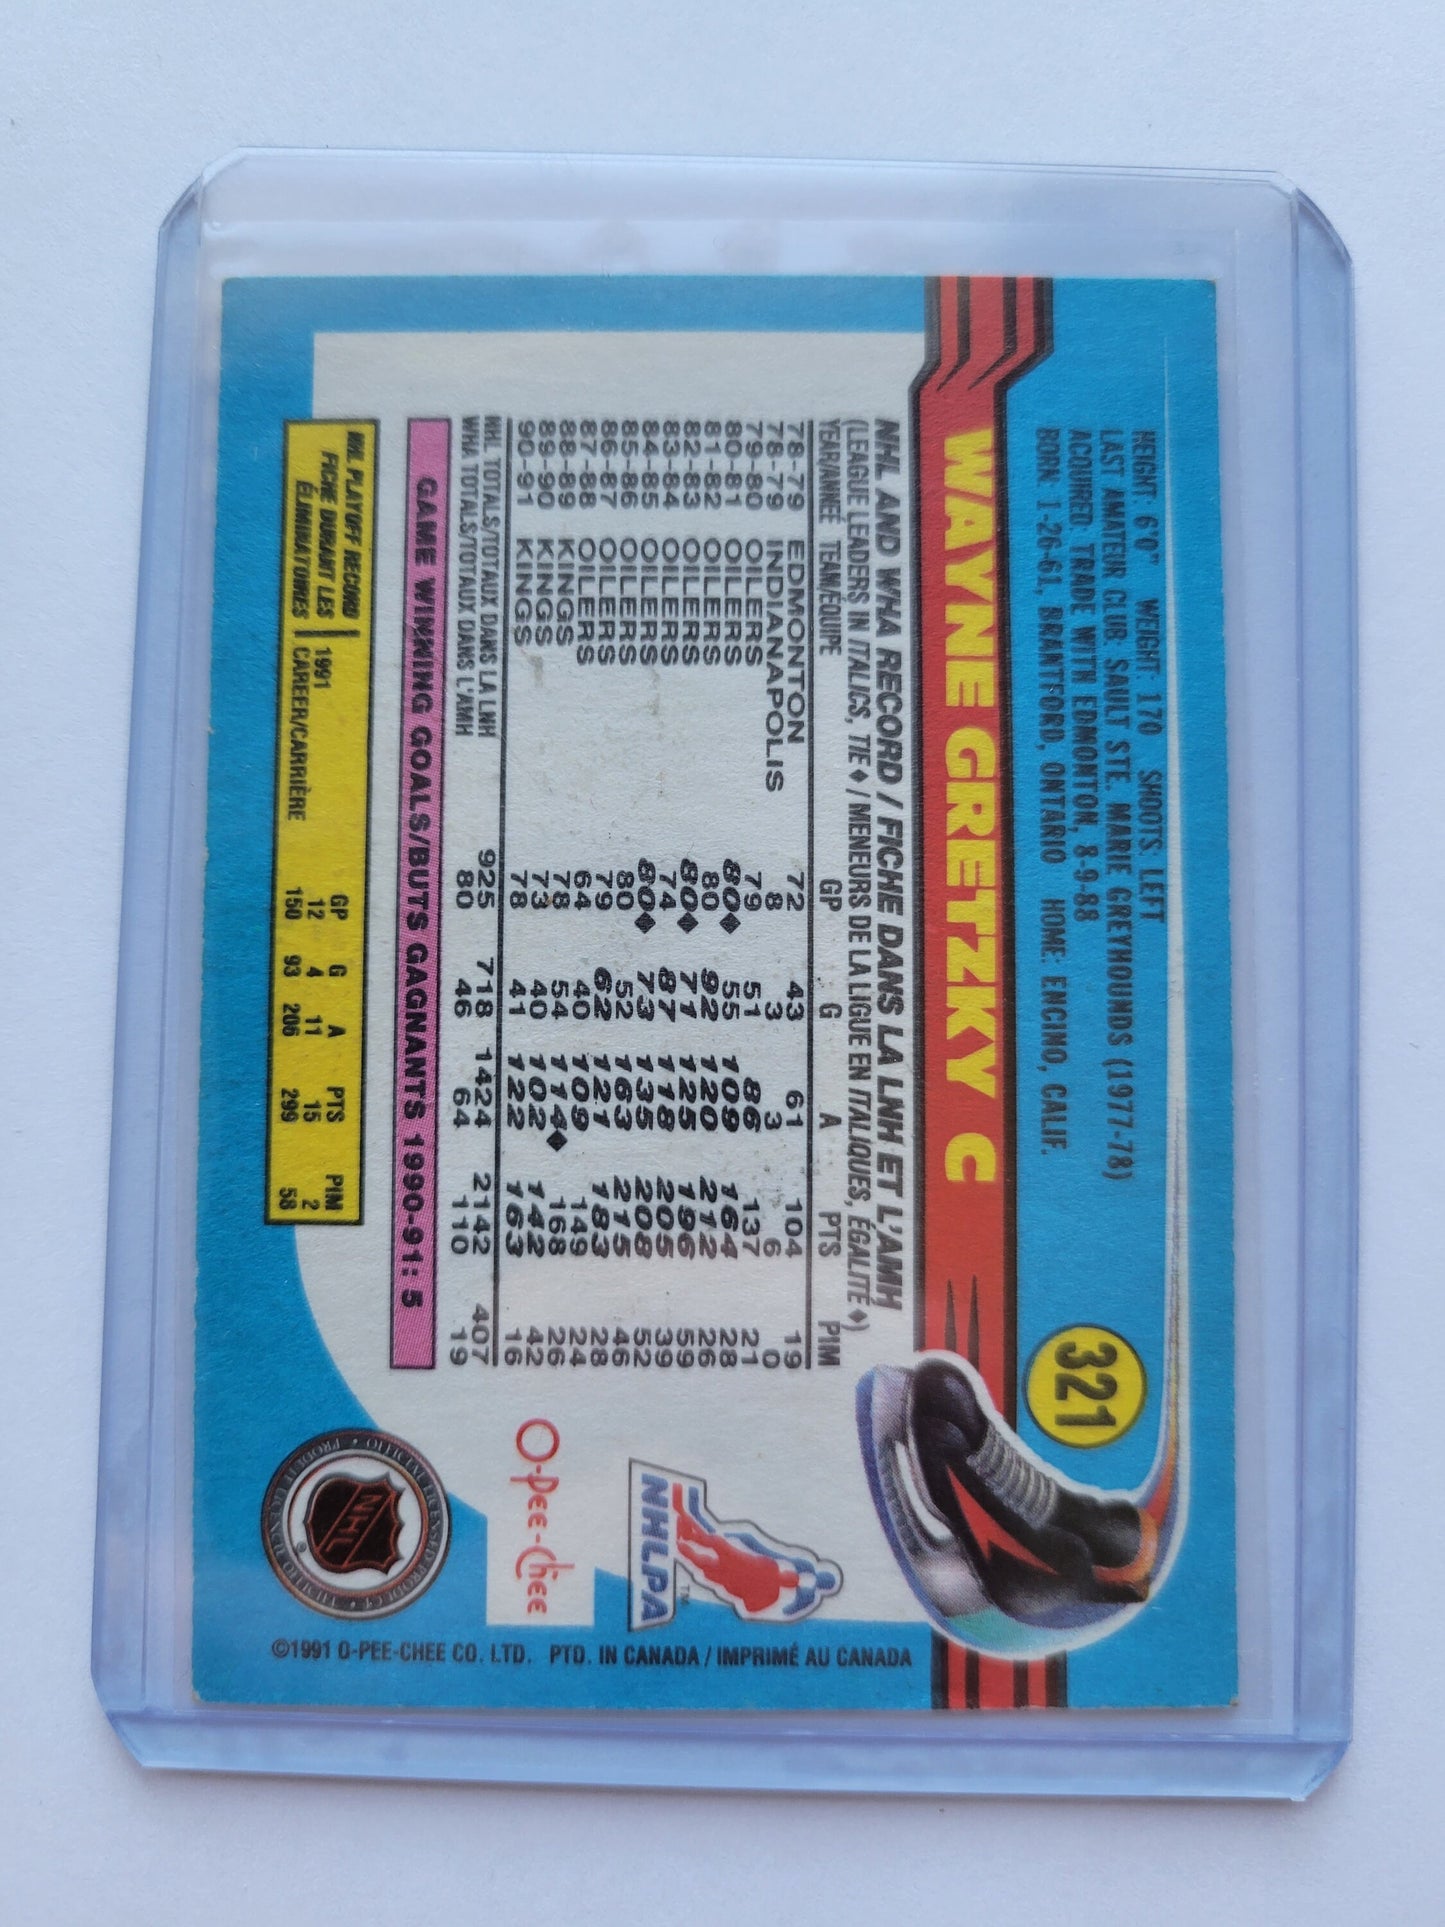 321
HEIGHT: 6'0" WEIGHT: 170 SHOOTS: LEFT
LAST AMATEUR CLUB: SAULT STE. MARIE GREYHOUNDS (1977-78)
ACQUIRED: TRADE WITH EDMONTON, 8-9-88
BORN: 1-26-61, BRANTFORD, ONTARIO HOME: ENCINO, CALIF.
WAYNE GRETZKY C
NHL AND WHA RECORD / FICHE DANS LA LNH ET L'AMH
(LEAGUE LEADERS IN ITALICS, TIE ♦ / MENEURS DE LA LIGUE EN ITALIQUES, ÉGALITÉ ♦)
YEAR/ANNEÉ TEAM/EQUIPE GP G A PTS PIM
78-79 EDMONTON 72 43 61 104 19
78-79 INDIANAPOLIS 8 3 3 6 0
79-80 OILERS 79 51 86 137 21
80-81 OILERS 80♦ 55 109 164 28
81-82 OILERS 80 92 120 212 26
82-83 OILERS 80♦ 71 125 196 59
83-84 OILERS 74 87 118 205 39
84-85 OILERS 80♦ 73 135 208 52
85-86 OILERS 80 52 163 215 46
86-87 OILERS 79 62 121 183 28
87-88 OILERS 64 40 109 149 24
88-89 KINGS 78 54 114♦ 168 26
89-90 KINGS 73 40 102 142 42
90-91 KINGS 78 41 122 163 16
NHL TOTALS/TOTAUX DANS LA LNH 925 718 1424 2142 407
WHA TOTALS/TOTAUX DANS L'AMH 80 46 64 110 19
GAME WINNING GOALS/BUTS GAGNANTS 1990-91: 5
NHL PLAYOFF RECORD GP G A PTS PIM
FICHE DURANT LES 1991 12 4 11 15 2
ÉLIMINATOIRES CAREER/CARRIÈRE 150 93 206 299 58
NHLPA™
O-Pee-Chee
NHL ®
OFFICIAL LICENSED PRODUCT •
©1991 O-PEE-CHEE CO. LTD. PTD. IN CANADA / IMPRIMÉ AU CANADA